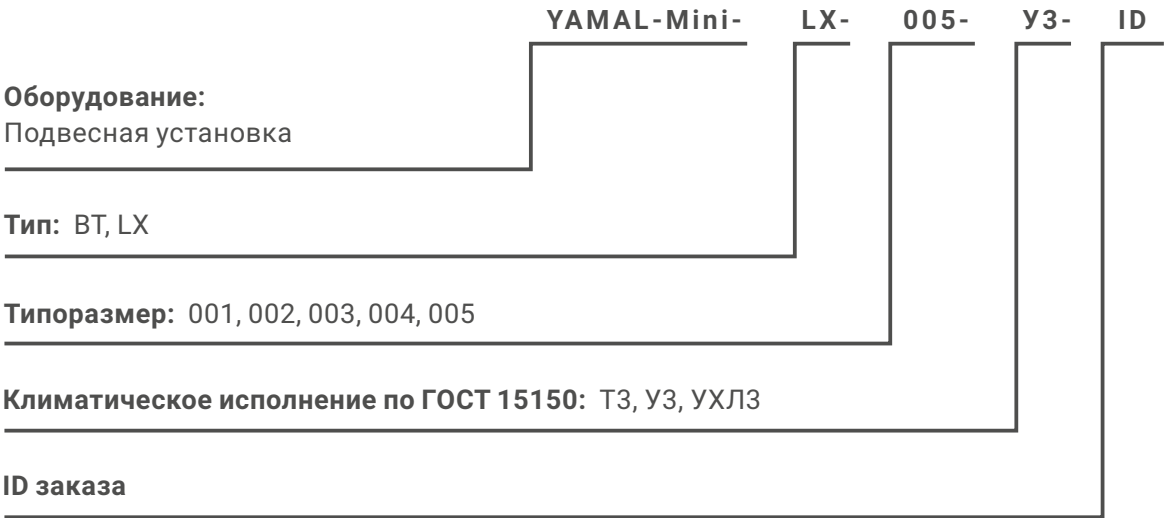 YAMAL-Mini- LX- 005- У3- ID
Оборудование:
Подвесная установка
Тип: BT, LX
Типоразмер: 001, 002, 003, 004, 005
Климатическое исполнение по ГОСТ 15150: Т3, У3, УХЛ3
ID заказа